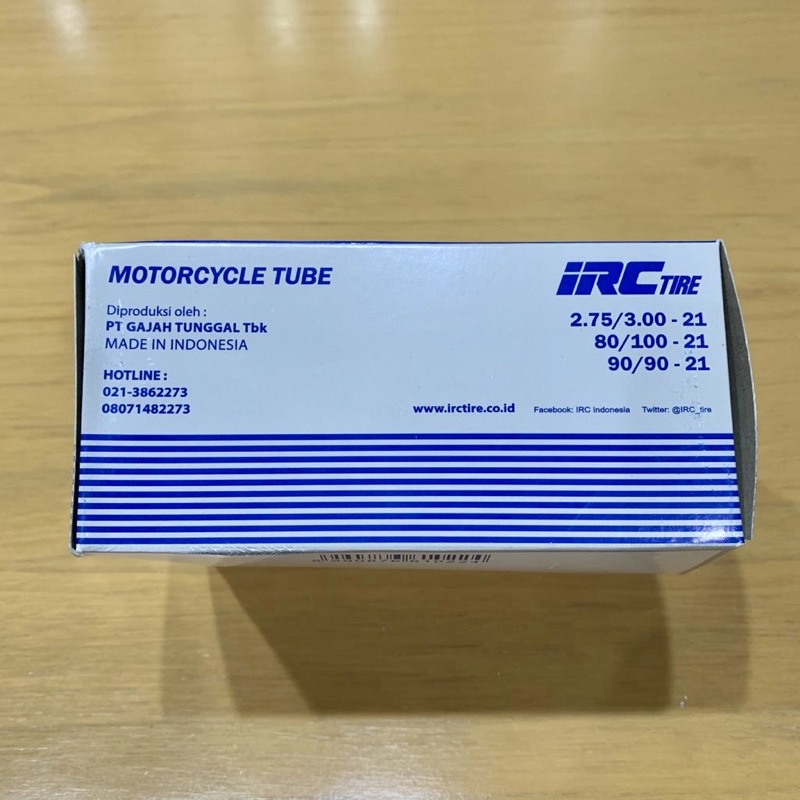 MOTORCYCLE TUBE
iRC TIRE
Diproduksi oleh :
PT GAJAH TUNGGAL Tbk
MADE IN INDONESIA
2.75/3.00 - 21
80/100 - 21
90/90 - 21
HOTLINE :
021-3862273
08071482273
www.irctire.co.id
Facebook: IRC Indonesia
Twitter: @IRC_tire